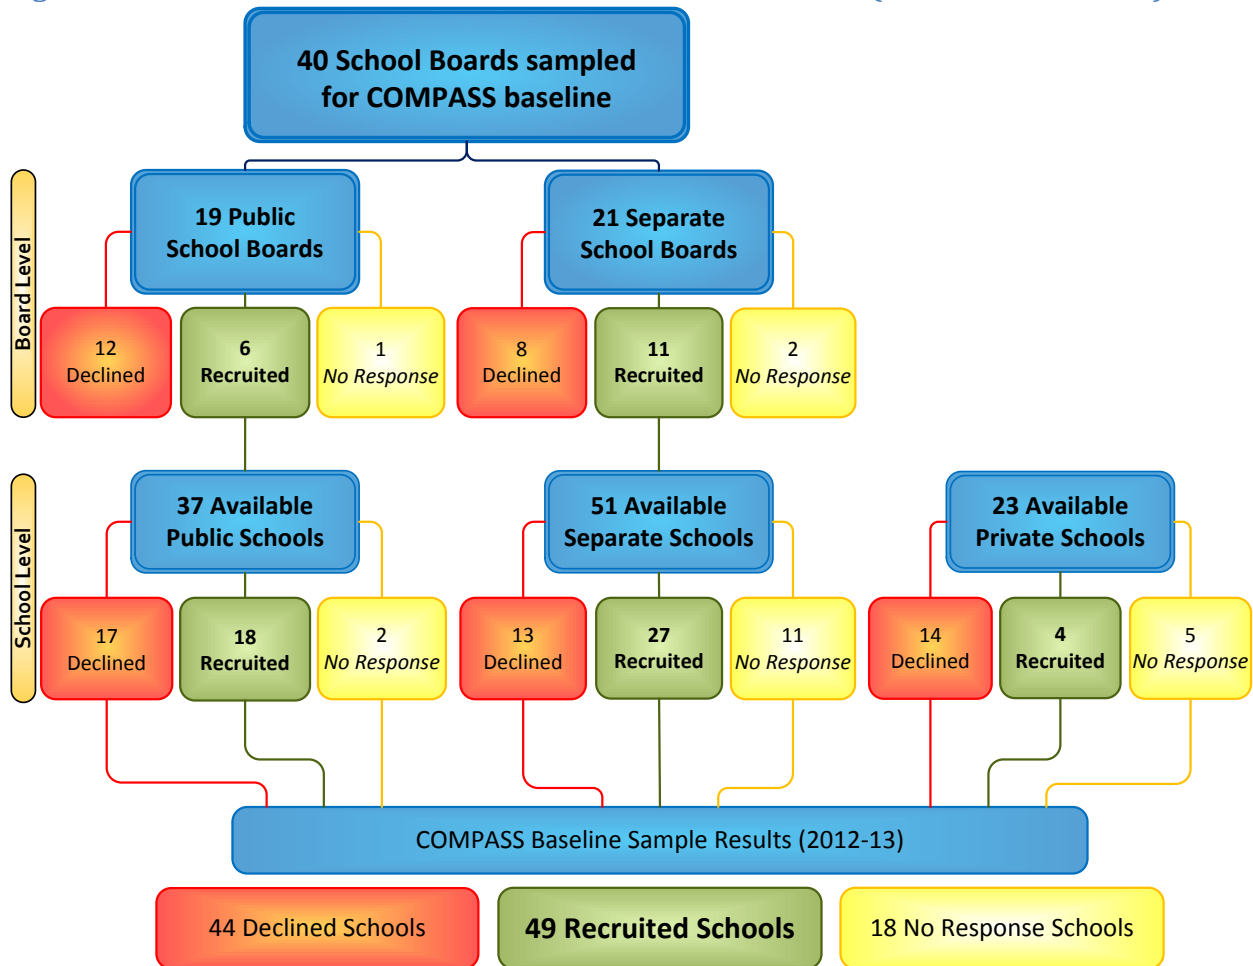 40 School Boards sampled
for COMPASS baseline
Board Level
19 Public
School Boards
21 Separate
School Boards
12
Declined
6
Recruited
1
No Response
8
Declined
11
Recruited
2
No Response
School Level
37 Available
Public Schools
51 Available
Separate Schools
23 Available
Private Schools
17
Declined
18
Recruited
2
No Response
13
Declined
27
Recruited
11
No Response
14
Declined
4
Recruited
5
No Response
COMPASS Baseline Sample Results (2012-13)
44 Declined Schools
49 Recruited Schools
18 No Response Schools